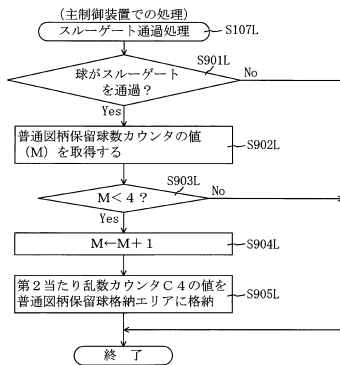 (主制御装置での処理)
スルーゲート通過処理
S107L
S901L
球がスルーゲート
を通過？
No
Yes
普通図柄保留球数カウンタの値
(M)を取得する
S902L
S903L
M＜4？
No
Yes
M←M＋1
S904L
第2当たり乱数カウンタC4の値を
普通図柄保留球格納エリアに格納
S905L
終 了